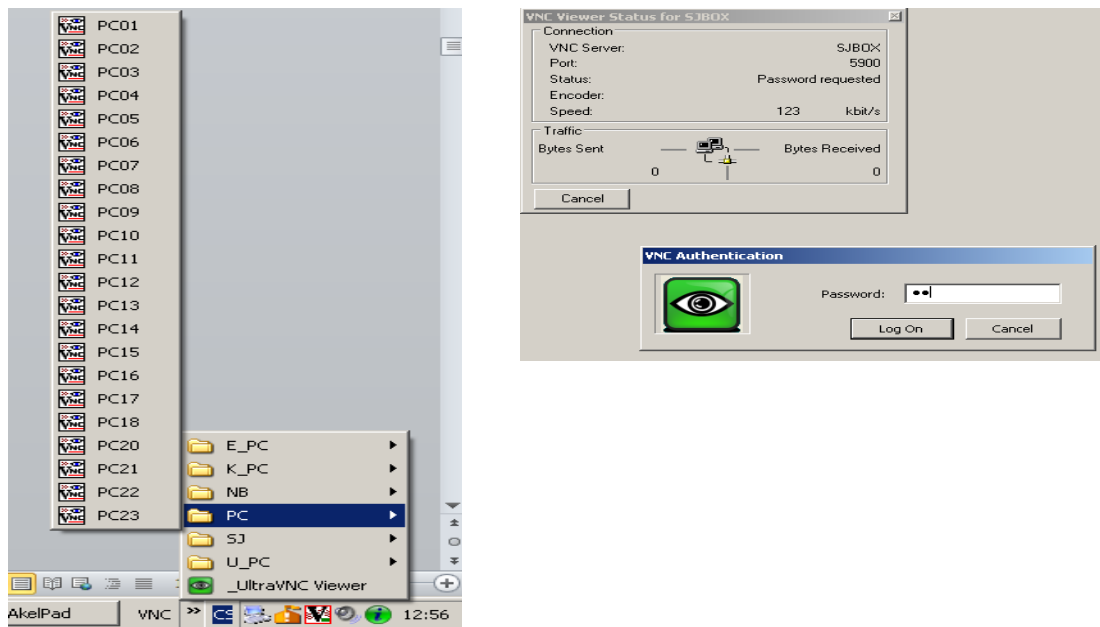 PC01
PC02
PC03
PC04
PC05
PC06
PC07
PC08
PC09
PC10
PC11
PC12
PC13
PC14
PC15
PC16
PC17
PC18
PC20
PC21
PC22
PC23
E_PC
K_PC
NB
PC
SJ
U_PC
_UltraVNC Viewer
AkelPad VNC » CS 12:56
VNC Viewer Status for SJBOX
Connection
VNC Server: SJBOX
Port: 5900
Status: Password requested
Encoder:
Speed: 123 kbit/s
Traffic
Bytes Sent Bytes Received
0 0
Cancel
VNC Authentication
Password: ••
Log On Cancel